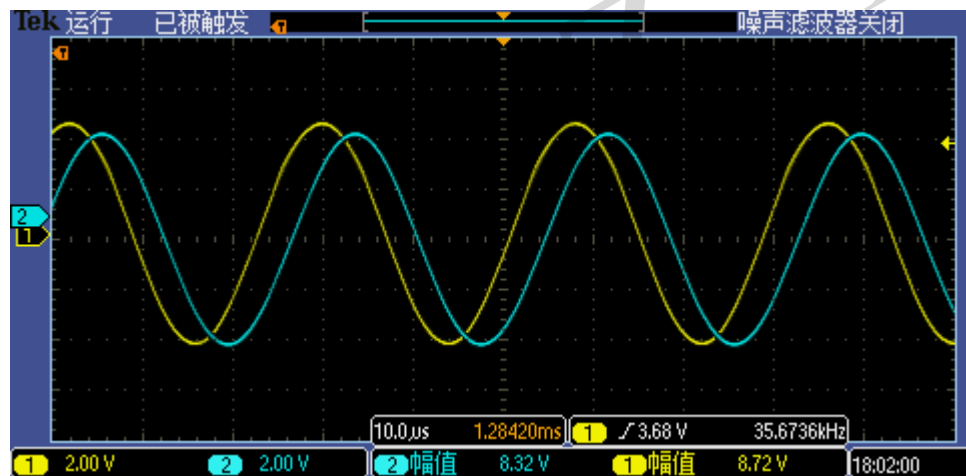 Tek 运行 已被触发 T 噪声滤波器关闭
T
2
1
10.0µs 1.28420ms 1 ∫ 3.68 V 35.6736kHz
1 2.00 V 2 2.00 V 2 幅值 8.32 V 1 幅值 8.72 V 18:02:00